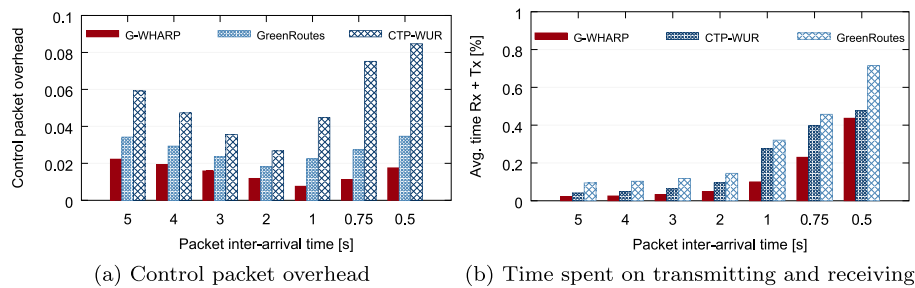 G-WHARP GreenRoutes CTP-WUR
Control packet overhead
0.1
0.08
0.06
0.04
0.02
0
5 4 3 2 1 0.75 0.5
Packet inter-arrival time [s]
(a) Control packet overhead
G-WHARP CTP-WUR GreenRoutes
Avg. time Rx + Tx [%]
1
0.8
0.6
0.4
0.2
0
5 4 3 2 1 0.75 0.5
Packet inter-arrival time [s]
(b) Time spent on transmitting and receiving